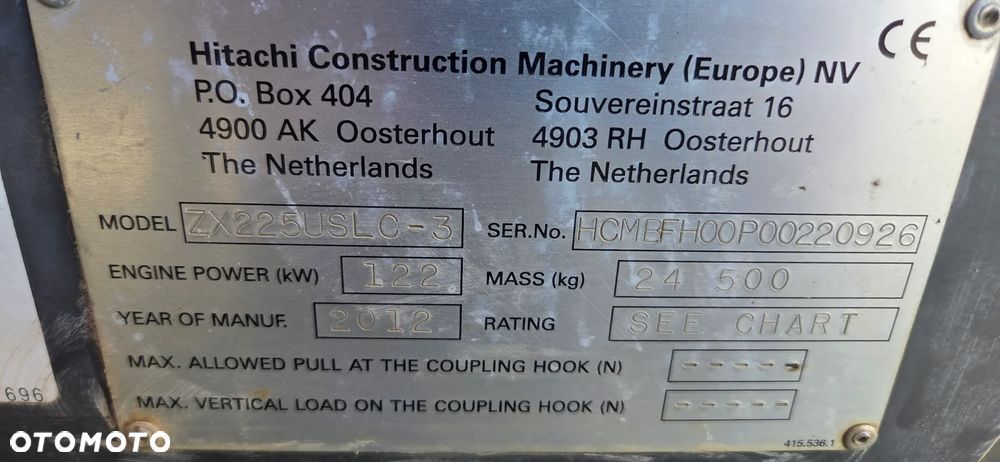 CE
Hitachi Construction Machinery (Europe) NV
P.O. Box 404 Souvereinstraat 16
4900 AK Oosterhout 4903 RH Oosterhout
The Netherlands The Netherlands
MODEL ZX225USLC-3 SER.No. HCMBFH00P00220926
ENGINE POWER (kW) 122 MASS (kg) 24 500
YEAR OF MANUF. 2012 RATING SEE CHART
MAX. ALLOWED PULL AT THE COUPLING HOOK (N) -----
MAX. VERTICAL LOAD ON THE COUPLING HOOK (N) -----
696
415.536.1
OTOMOTO